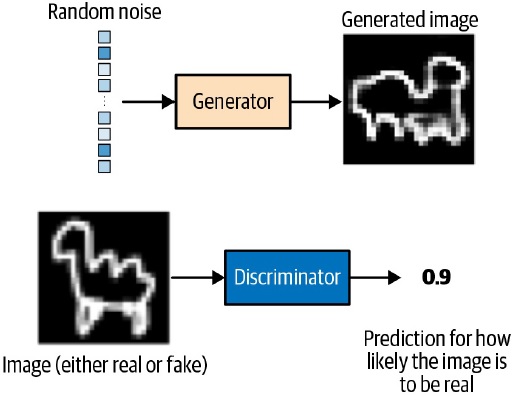 Random noise
Generated image
Generator
Discriminator
0.9
Image (either real or fake)
Prediction for how
likely the image is
to be real